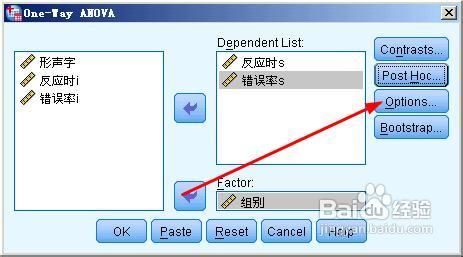 One-Way ANOVA
形声字
反应时i
错误率i
Dependent List:
反应时s
错误率s
Factor:
组别
Contrasts...
Post Hoc...
Options...
Bootstrap...
OK
Paste
Reset
Cancel
Help
Baidu经验
jingyan.baidu.com